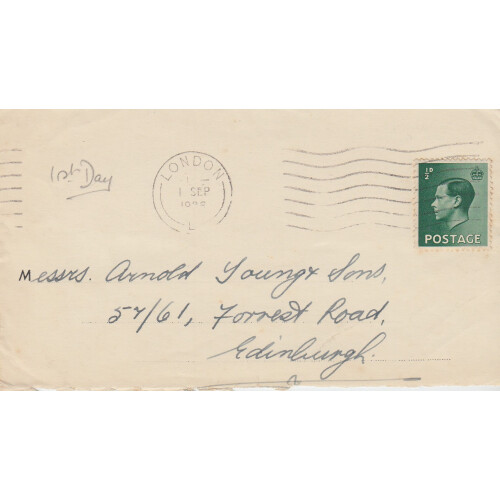 1st Day
LONDON
1 SEP
1936
L
½D
POSTAGE
Messrs. Arnold Young & Sons,
57/61, Forrest Road,
Edinburgh.